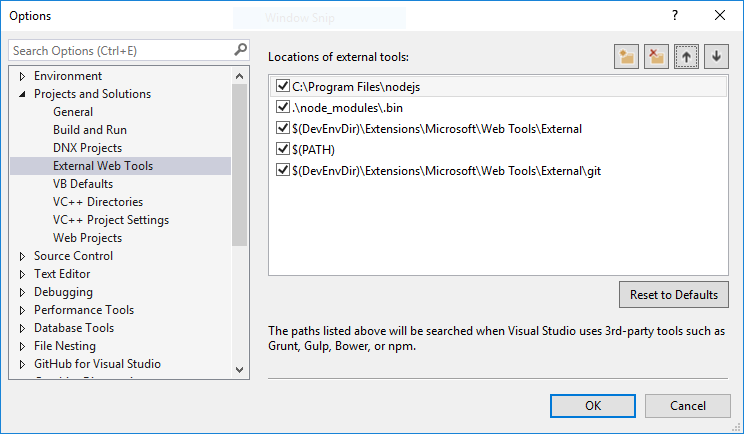 Options
Window Snip
?
Search Options (Ctrl+E)
Environment
Projects and Solutions
General
Build and Run
DNX Projects
External Web Tools
VB Defaults
VC++ Directories
VC++ Project Settings
Web Projects
Source Control
Text Editor
Debugging
Performance Tools
Database Tools
File Nesting
GitHub for Visual Studio
Locations of external tools:
C:\Program Files\nodejs
.\node_modules\.bin
$(DevEnvDir)\Extensions\Microsoft\Web Tools\External
$(PATH)
$(DevEnvDir)\Extensions\Microsoft\Web Tools\External\git
Reset to Defaults
The paths listed above will be searched when Visual Studio uses 3rd-party tools such as
Grunt, Gulp, Bower, or npm.
OK
Cancel